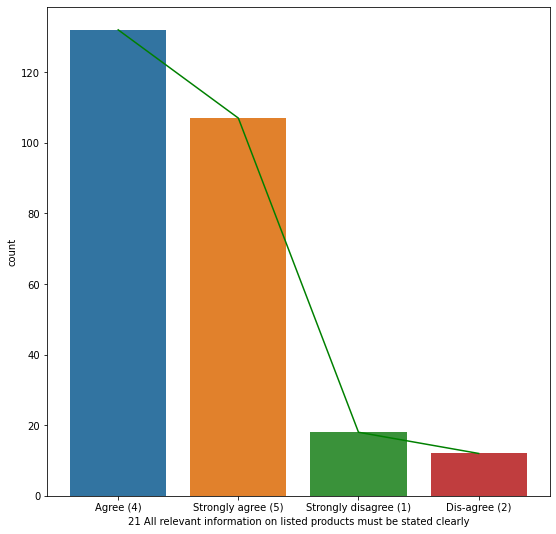 120
100
80
60
40
20
0
count
Agree (4) Strongly agree (5) Strongly disagree (1) Dis-agree (2)
21 All relevant information on listed products must be stated clearly